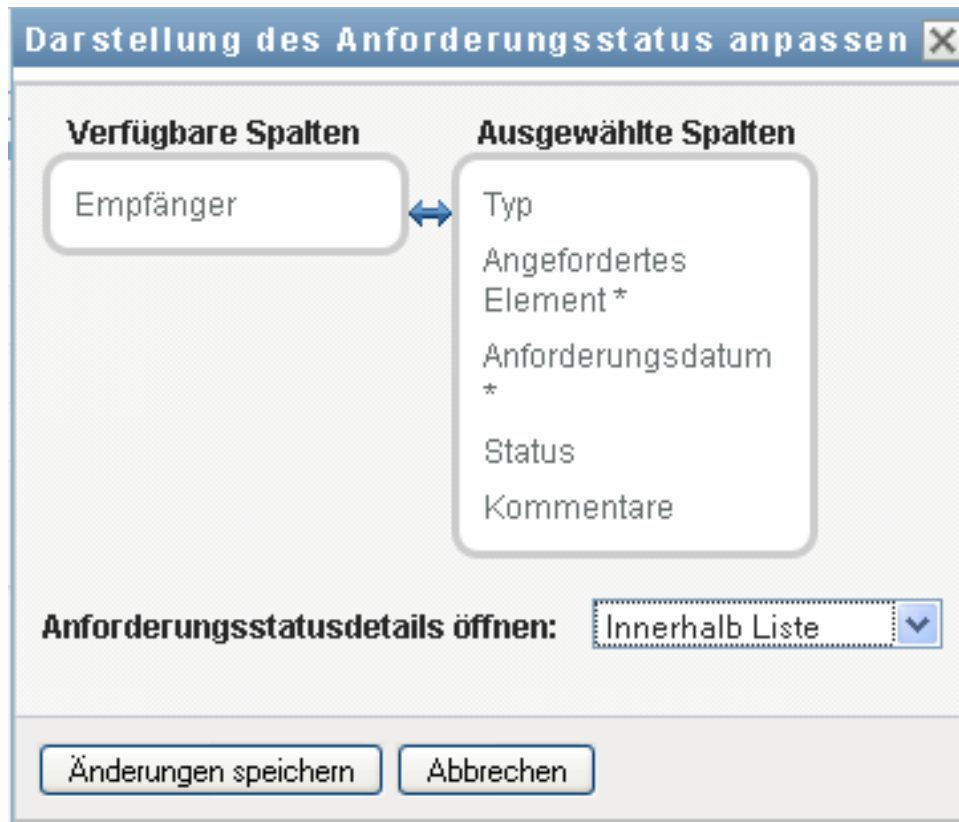 Darstellung des Anforderungsstatus anpassen
Verfügbare Spalten
Empfänger
Ausgewählte Spalten
Typ
Angefordertes
Element *
Anforderungsdatum
*
Status
Kommentare
Anforderungsstatusdetails öffnen: Innerhalb Liste
Änderungen speichern Abbrechen